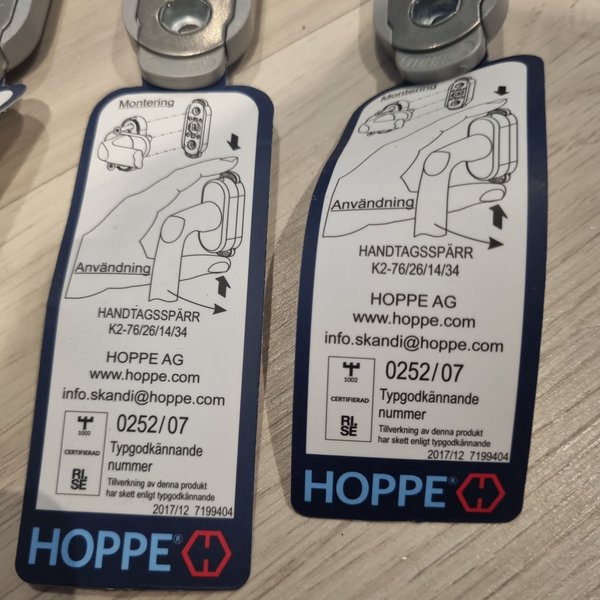 Montering
Användning
HANDTAGSSPÄRR
K2-76/26/14/34
HOPPE AG
www.hoppe.com
info.skandi@hoppe.com
1002
CERTIFIERAD
RI.
SE
0252/07
Typgodkännande
nummer
Tillverkning av denna produkt
har skett enligt typgodkännande
2017/12 7199404
HOPPE®
Montering
Användning
HANDTAGSSPÄRR
K2-76/26/14/34
HOPPE AG
www.hoppe.com
info.skandi@hoppe.com
1002
CERTIFIERAD
RI.
SE
0252/07
Typgodkännande
nummer
Tillverkning av denna produkt
har skett enligt typgodkännande
2017/12 7199404
HOPPE®